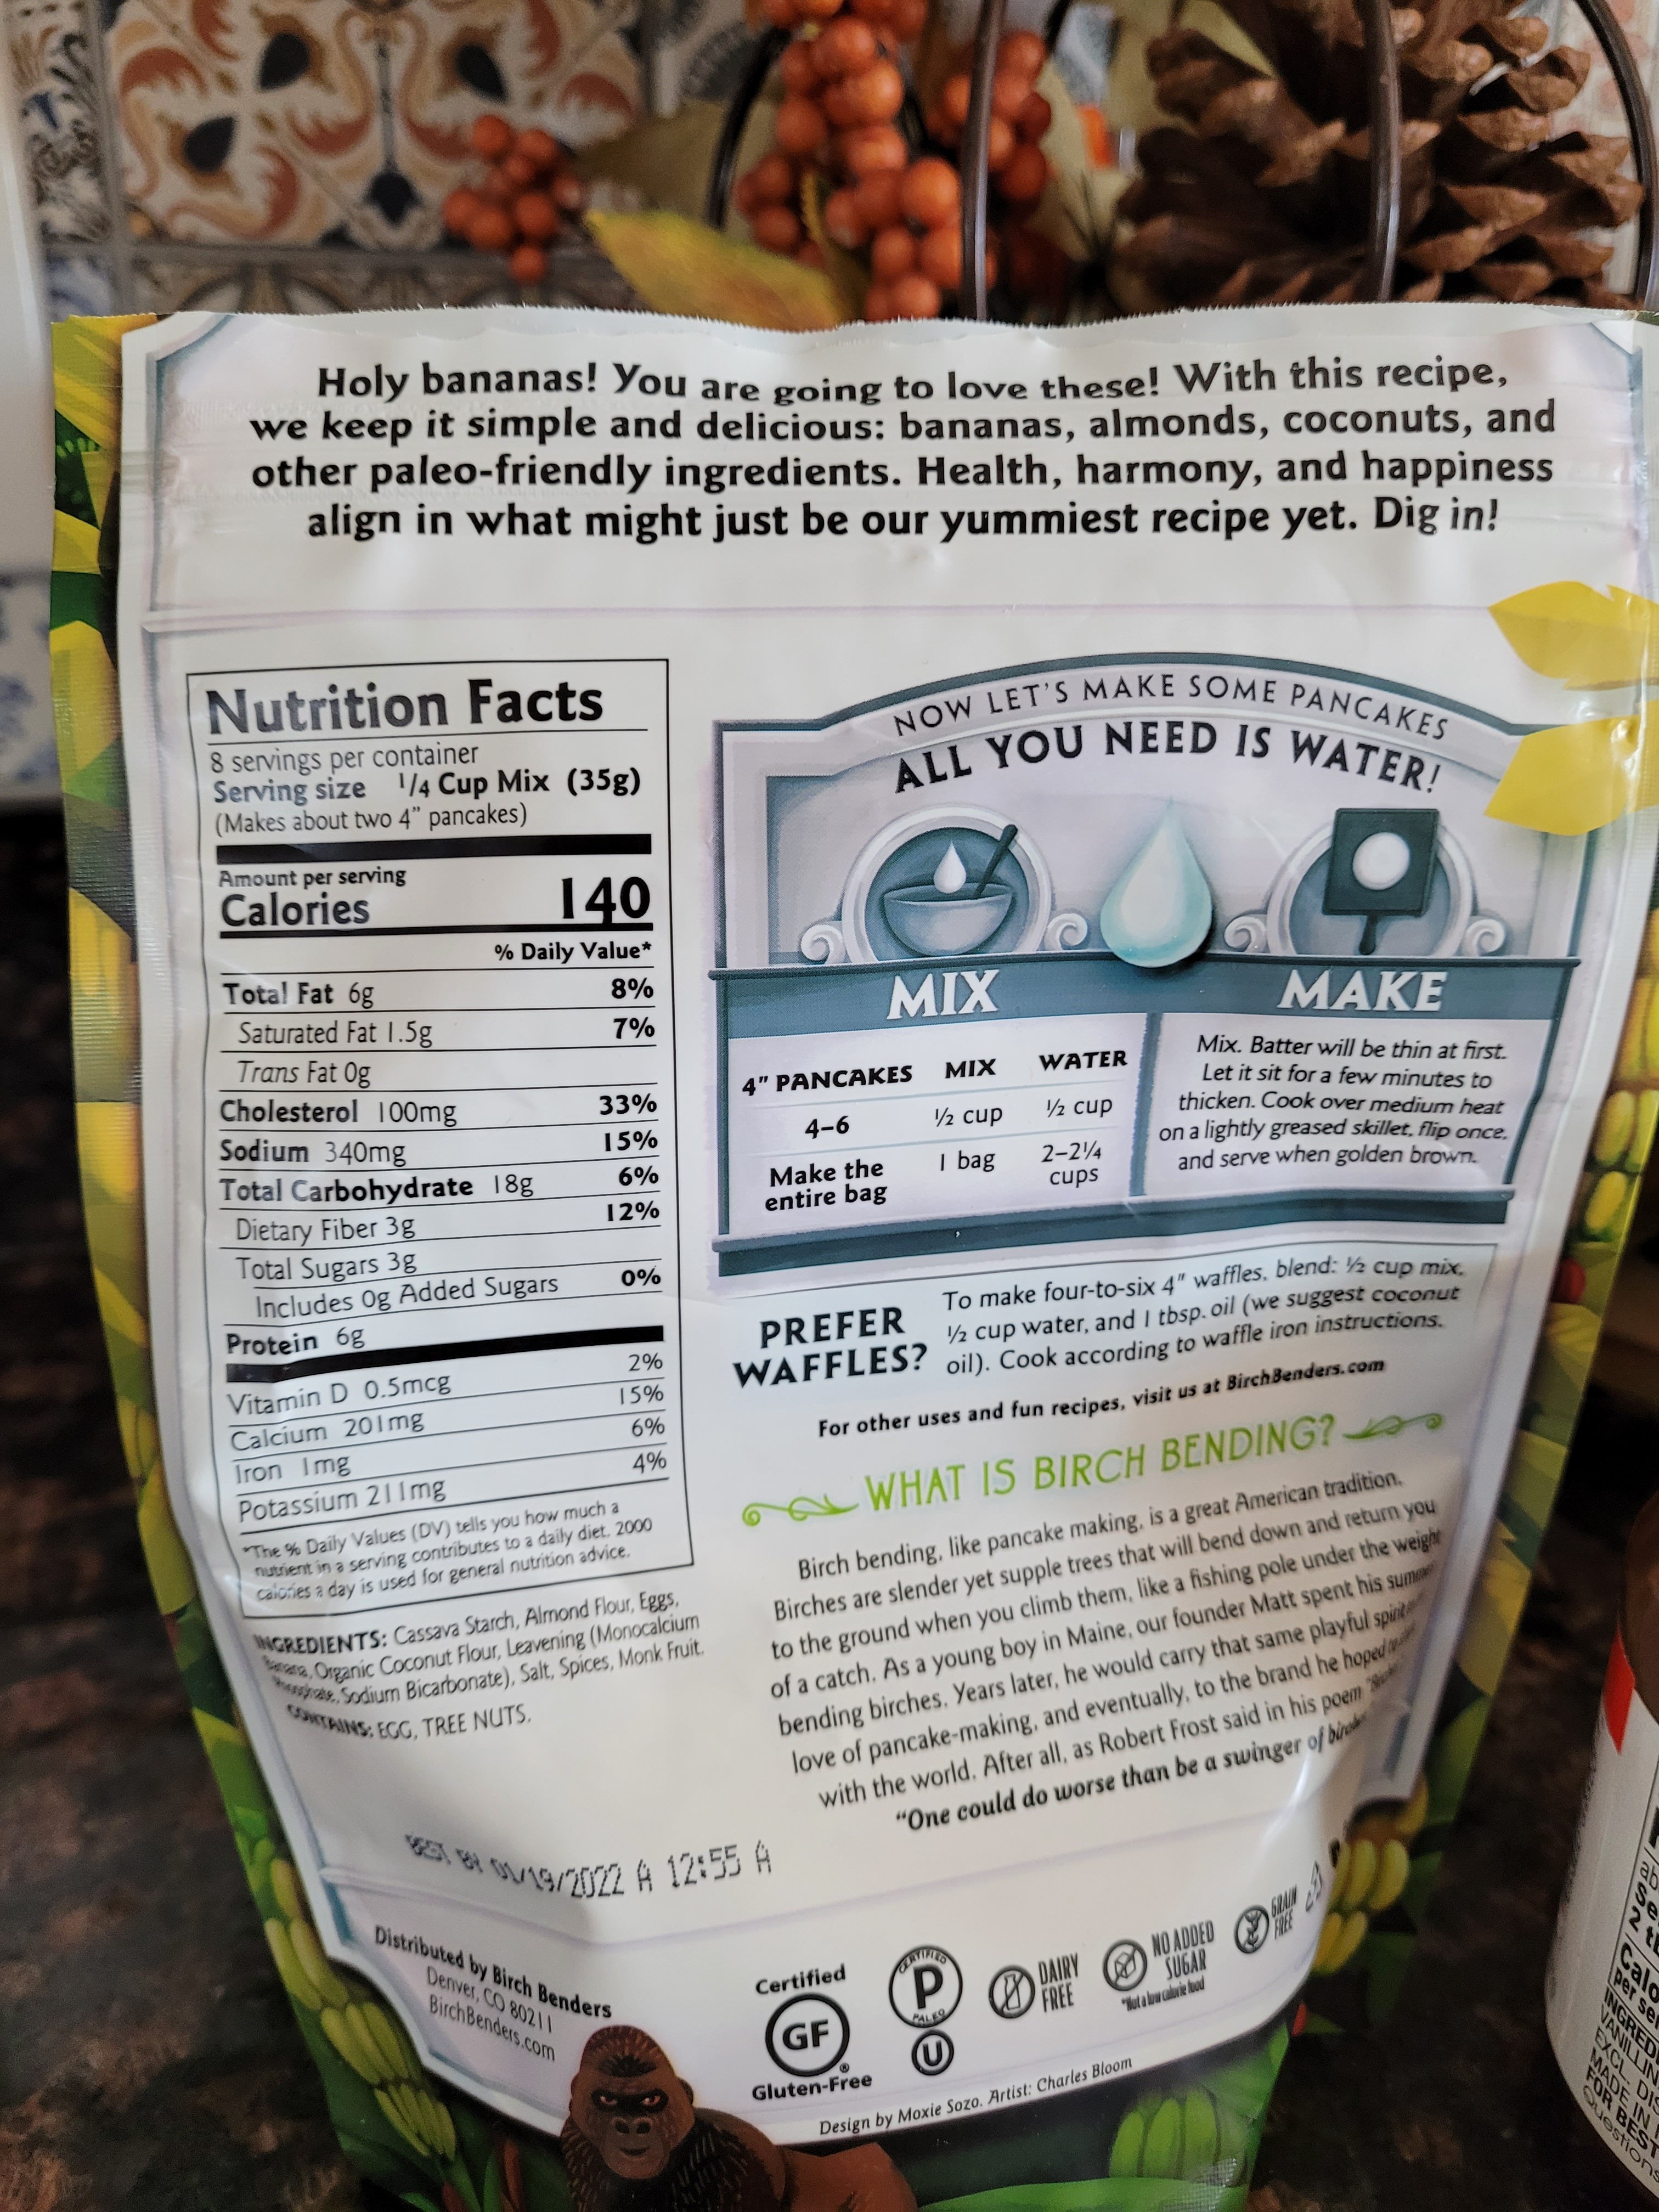 Holy bananas! You are going to love these! With this recipe,
we keep it simple and delicious: bananas, almonds, coconuts, and
other paleo-friendly ingredients. Health, harmony, and happiness
align in what might just be our yummiest recipe yet. Dig in!
Nutrition Facts
8 servings per container
Serving size 1/4 Cup Mix (35g)
(Makes about two 4" pancakes)
Amount per serving
Calories 140
% Daily Value*
Total Fat 6g 8%
Saturated Fat 1.5g 7%
Trans Fat 0g
Cholesterol 100mg 33%
Sodium 340mg 15%
Total Carbohydrate 18g 6%
Dietary Fiber 3g 12%
Total Sugars 3g
Includes 0g Added Sugars 0%
Protein 6g
Vitamin D 0.5mcg 2%
Calcium 201mg 15%
Iron 1mg 6%
Potassium 211mg 4%
*The % Daily Values (DV) tells you how much a
nutrient in a serving contributes to a daily diet. 2000
calories a day is used for general nutrition advice.
INGREDIENTS: Cassava Starch, Almond Flour, Eggs,
Banana, Organic Coconut Flour, Leavening (Monocalcium
Phosphate, Sodium Bicarbonate), Salt, Spices, Monk Fruit.
CONTAINS: EGG, TREE NUTS.
BEST BY 01/19/2022 A 12:55 A
Distributed by Birch Benders
Denver, CO 80211
BirchBenders.com
NOW LET'S MAKE SOME PANCAKES
ALL YOU NEED IS WATER!
MIX
4" PANCAKES MIX WATER
4–6 1/2 cup 1/2 cup
Make the 1 bag 2–2 1/4
entire bag cups
MAKE
Mix. Batter will be thin at first.
Let it sit for a few minutes to
thicken. Cook over medium heat
on a lightly greased skillet, flip once,
and serve when golden brown.
PREFER
WAFFLES?
To make four-to-six 4" waffles, blend: 1/2 cup mix,
1/2 cup water, and 1 tbsp. oil (we suggest coconut
oil). Cook according to waffle iron instructions.
For other uses and fun recipes, visit us at BirchBenders.com
WHAT IS BIRCH BENDING?
Birch bending, like pancake making, is a great American tradition.
Birches are slender yet supple trees that will bend down and return you
to the ground when you climb them, like a fishing pole under the weight
of a catch. As a young boy in Maine, our founder Matt spent his
bending birches. Years later, he would carry that same playful spirit
love of pancake-making, and eventually, to the brand he hoped
with the world. After all, as Robert Frost said in his poem
"One could do worse than be a swinger of
Certified
GF
®
Gluten-Free
CERTIFIED
P
PALEO
U
DAIRY
FREE
NO ADDED
SUGAR
*Not a low calorie food
GRAIN
FREE
Design by Moxie Sozo. Artist: Charles Bloom
2 t
Calo
per se
INGRED
VANILLIN
EXCL. DIS
MADE IN
FOR BEST
Questions